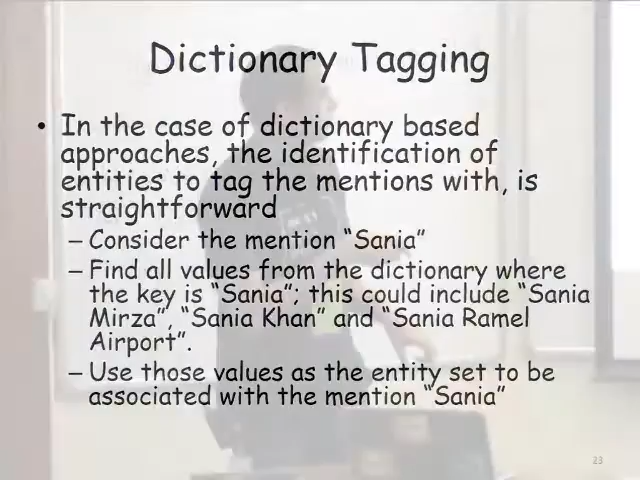 Dictionary Tagging
• In the case of dictionary based
approaches, the identification of
entities to tag the mentions with, is
straightforward
– Consider the mention “Sania”
– Find all values from the dictionary where
the key is “Sania”; this could include “Sania
Mirza”, “Sania Khan” and “Sania Ramel
Airport”.
– Use those values as the entity set to be
associated with the mention “Sania”
23